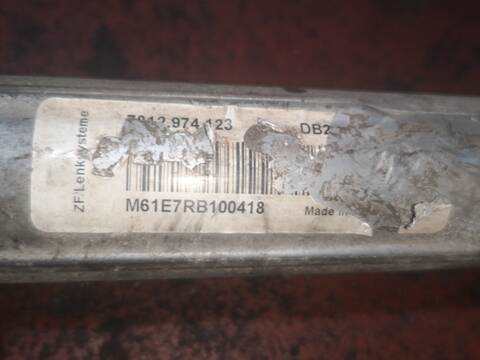 ZF Lenksysteme
7812 974 123 DB2
M61E7RB100418 Made in